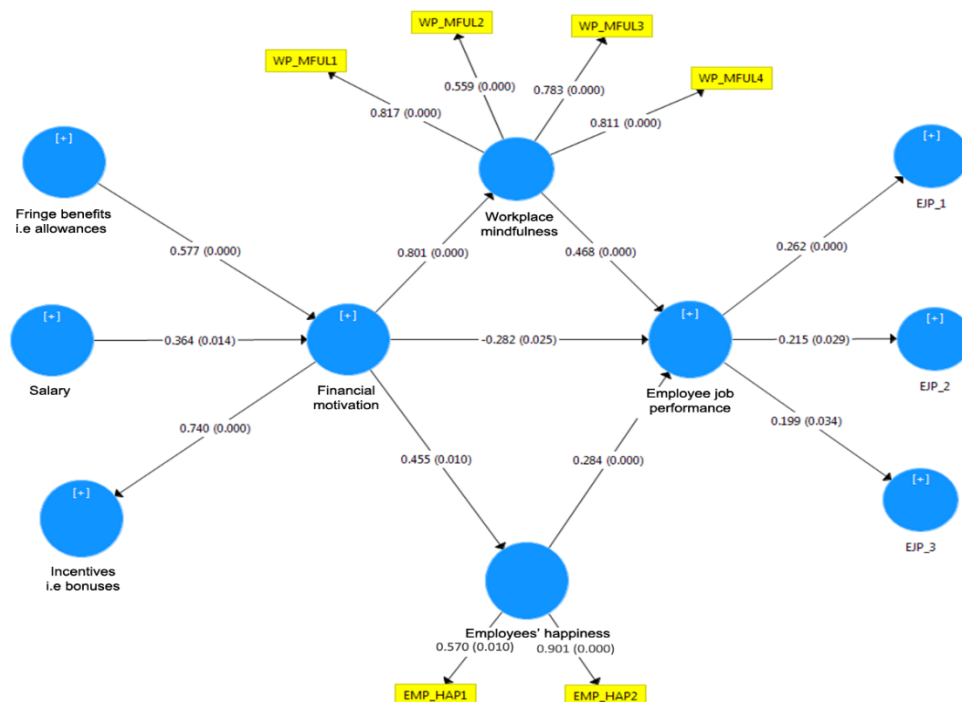 WP_MFUL2
WP_MFUL3
WP_MFUL1
WP_MFUL4
0.817 (0.000)
0.559 (0.000)
0.783 (0.000)
0.811 (0.000)
[+]
Fringe benefits
i.e allowances
Workplace
mindfulness
[+]
EJP_1
0.577 (0.000)
0.801 (0.000)
0.468 (0.000)
0.262 (0.000)
[+]
Salary
0.364 (0.014)
[+]
Financial
motivation
-0.282 (0.025)
[+]
Employee job
performance
0.215 (0.029)
[+]
EJP_2
0.740 (0.000)
0.455 (0.010)
0.284 (0.000)
0.199 (0.034)
[+]
Incentives
i.e bonuses
[+]
EJP_3
Employees' happiness
0.570 (0.010)
0.901 (0.000)
EMP_HAP1
EMP_HAP2